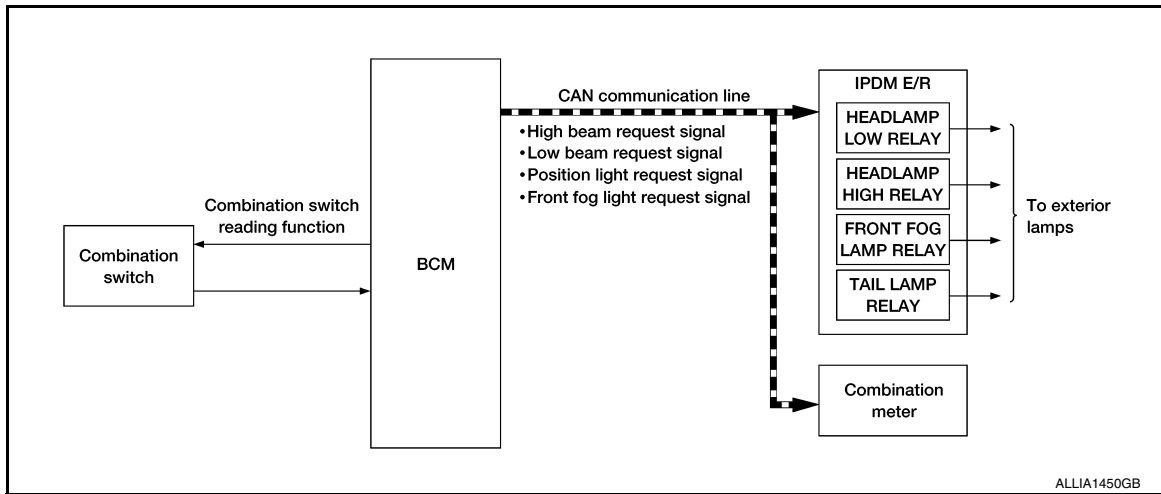 Combination
switch
Combination switch
reading function
BCM
CAN communication line
•High beam request signal
•Low beam request signal
•Position light request signal
•Front fog light request signal
IPDM E/R
HEADLAMP
LOW RELAY
HEADLAMP
HIGH RELAY
FRONT FOG
LAMP RELAY
TAIL LAMP
RELAY
To exterior
lamps
Combination
meter
ALLIA1450GB